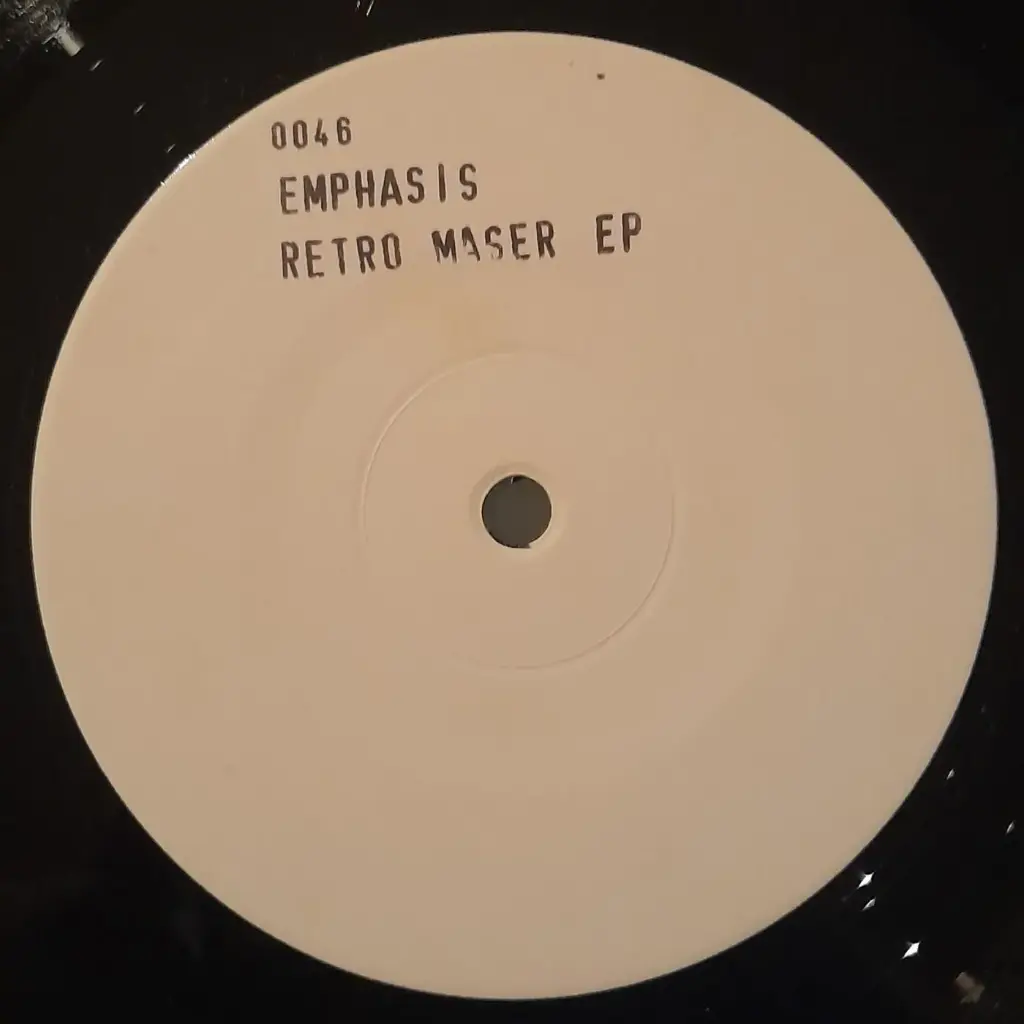 0046
EMPHASIS
RETRO MASER EP